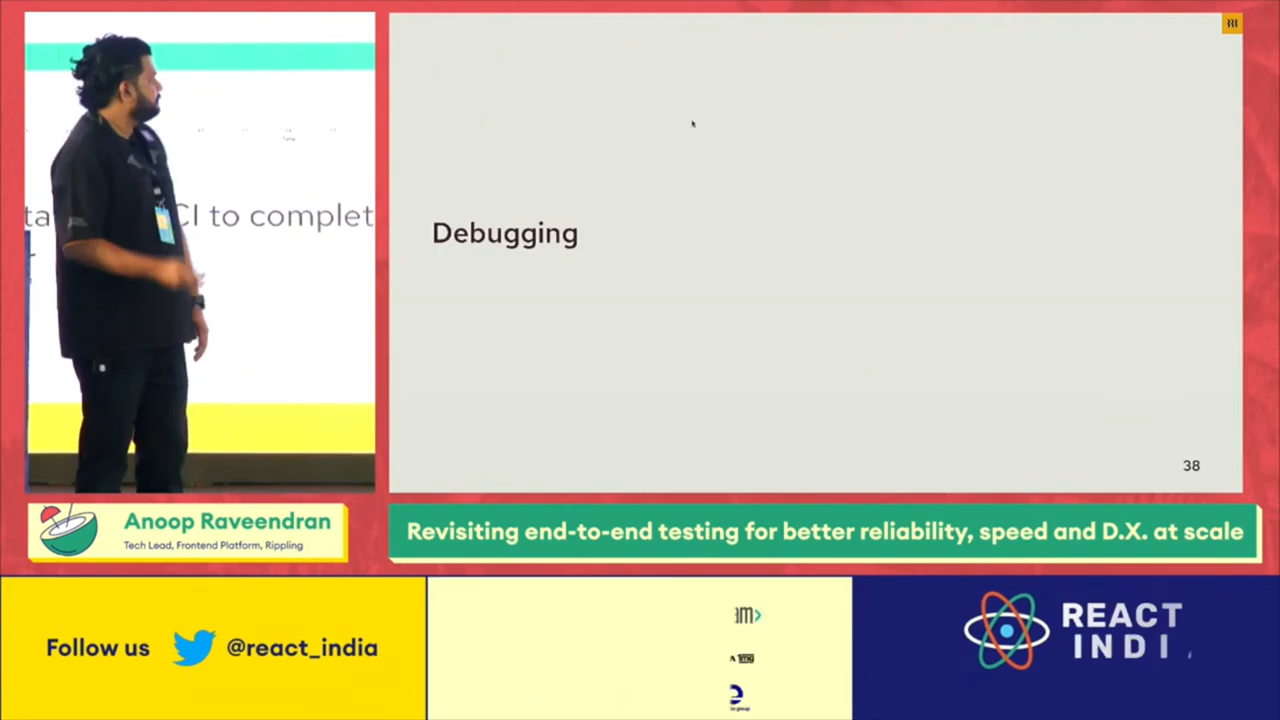 CI to complet
Debugging
38
Anoop Raveendran
Tech Lead, Frontend Platform, Rippling
Revisiting end-to-end testing for better reliability, speed and D.X. at scale
Follow us @react_india
REACT
INDI